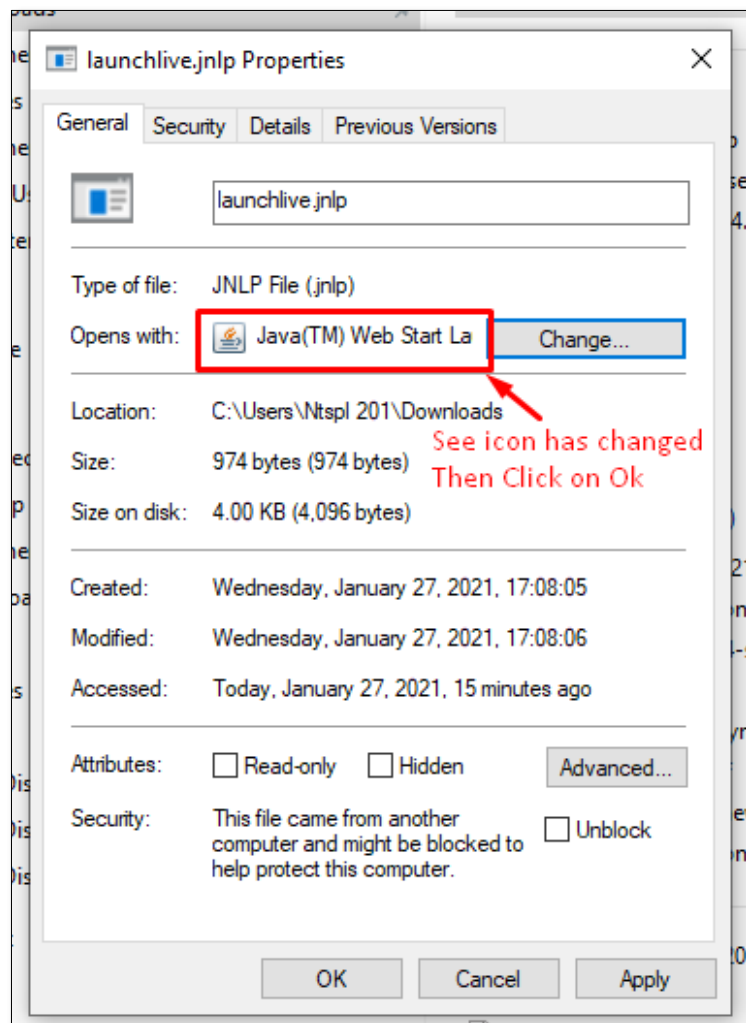 launchlive.jnlp Properties
General Security Details Previous Versions
launchlive.jnlp
Type of file: JNLP File (.jnlp)
Opens with: Java(TM) Web Start La Change...
Location: C:\Users\Ntspl 201\Downloads
See icon has changed
Then Click on Ok
Size: 974 bytes (974 bytes)
Size on disk: 4.00 KB (4,096 bytes)
Created: Wednesday, January 27, 2021, 17:08:05
Modified: Wednesday, January 27, 2021, 17:08:06
Accessed: Today, January 27, 2021, 15 minutes ago
Attributes: Read-only Hidden Advanced...
Security: This file came from another
computer and might be blocked to
help protect this computer.
Unblock
OK Cancel Apply